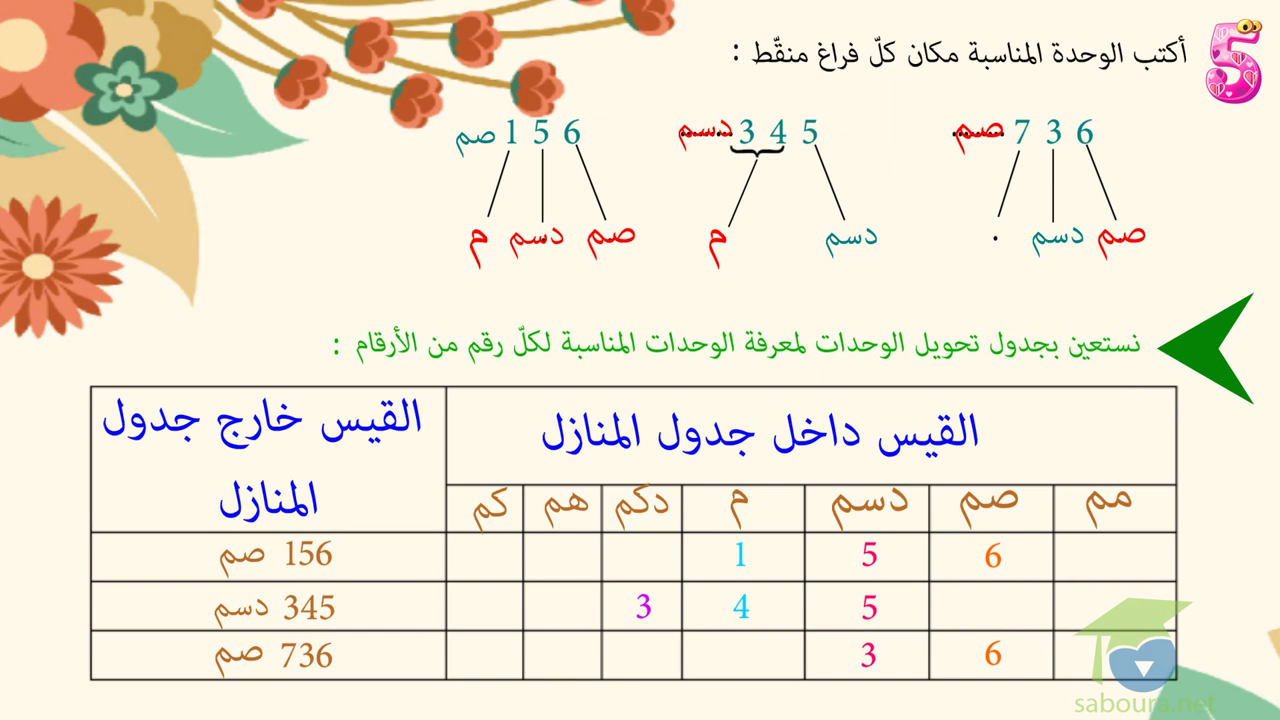 5
أكتب الوحدة المناسبة مكان كلّ فراغ منقّط :
7 3 6 صم
صم دسم .
3 4 5 دسم
دسم م
1 5 6 صم
صم دسم م
نستعين بجدول تحويل الوحدات لمعرفة الوحدات المناسبة لكلّ رقم من الأرقام :
القيس داخل جدول المنازل
القيس خارج جدول المنازل
مم صم دسم م دكم هم كم
6 5 1 156 صم
5 4 3 345 دسم
6 3 736 صم
saboura.net